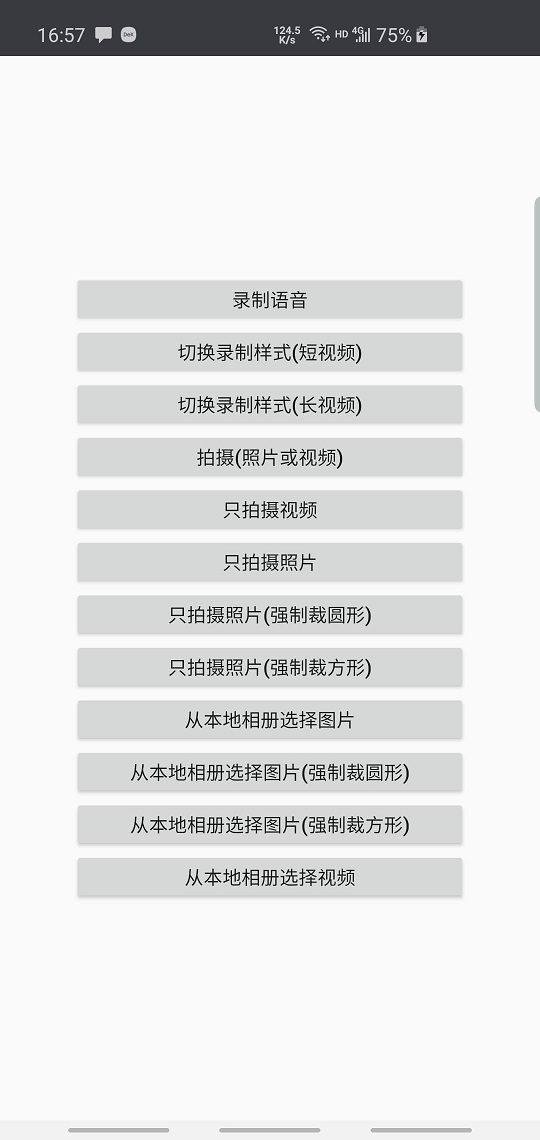 16:57
124.5
K/s
HD
4G
75%
录制语音
切换录制样式(短视频)
切换录制样式(长视频)
拍摄(照片或视频)
只拍摄视频
只拍摄照片
只拍摄照片(强制裁圆形)
只拍摄照片(强制裁方形)
从本地相册选择图片
从本地相册选择图片(强制裁圆形)
从本地相册选择图片(强制裁方形)
从本地相册选择视频